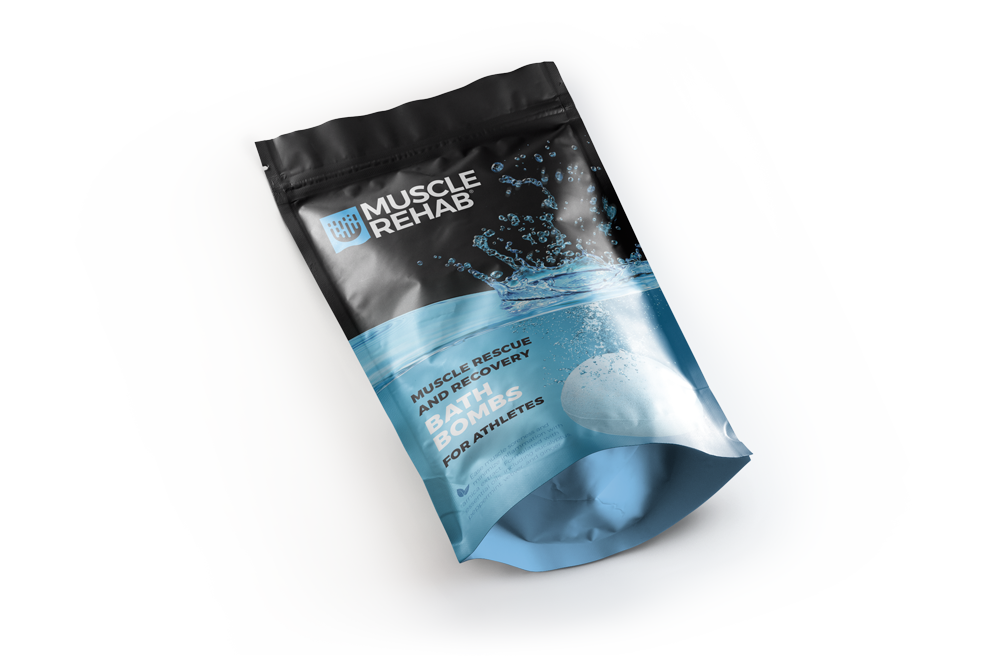 MUSCLE
REHAB®
MUSCLE RESCUE
AND RECOVERY
BATH
BOMBS
FOR ATHLETES